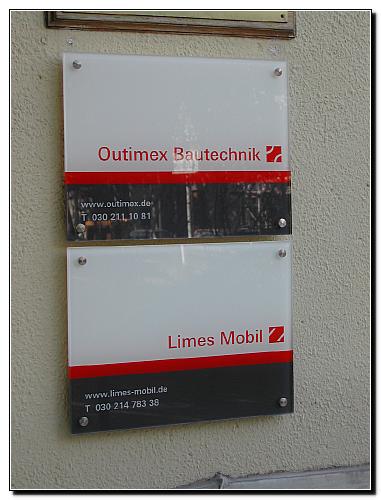 Outimex Bautechnik
www.outimex.de
T 030 211 10 81
Limes Mobil
www.limes-mobil.de
T 030 214 783 38